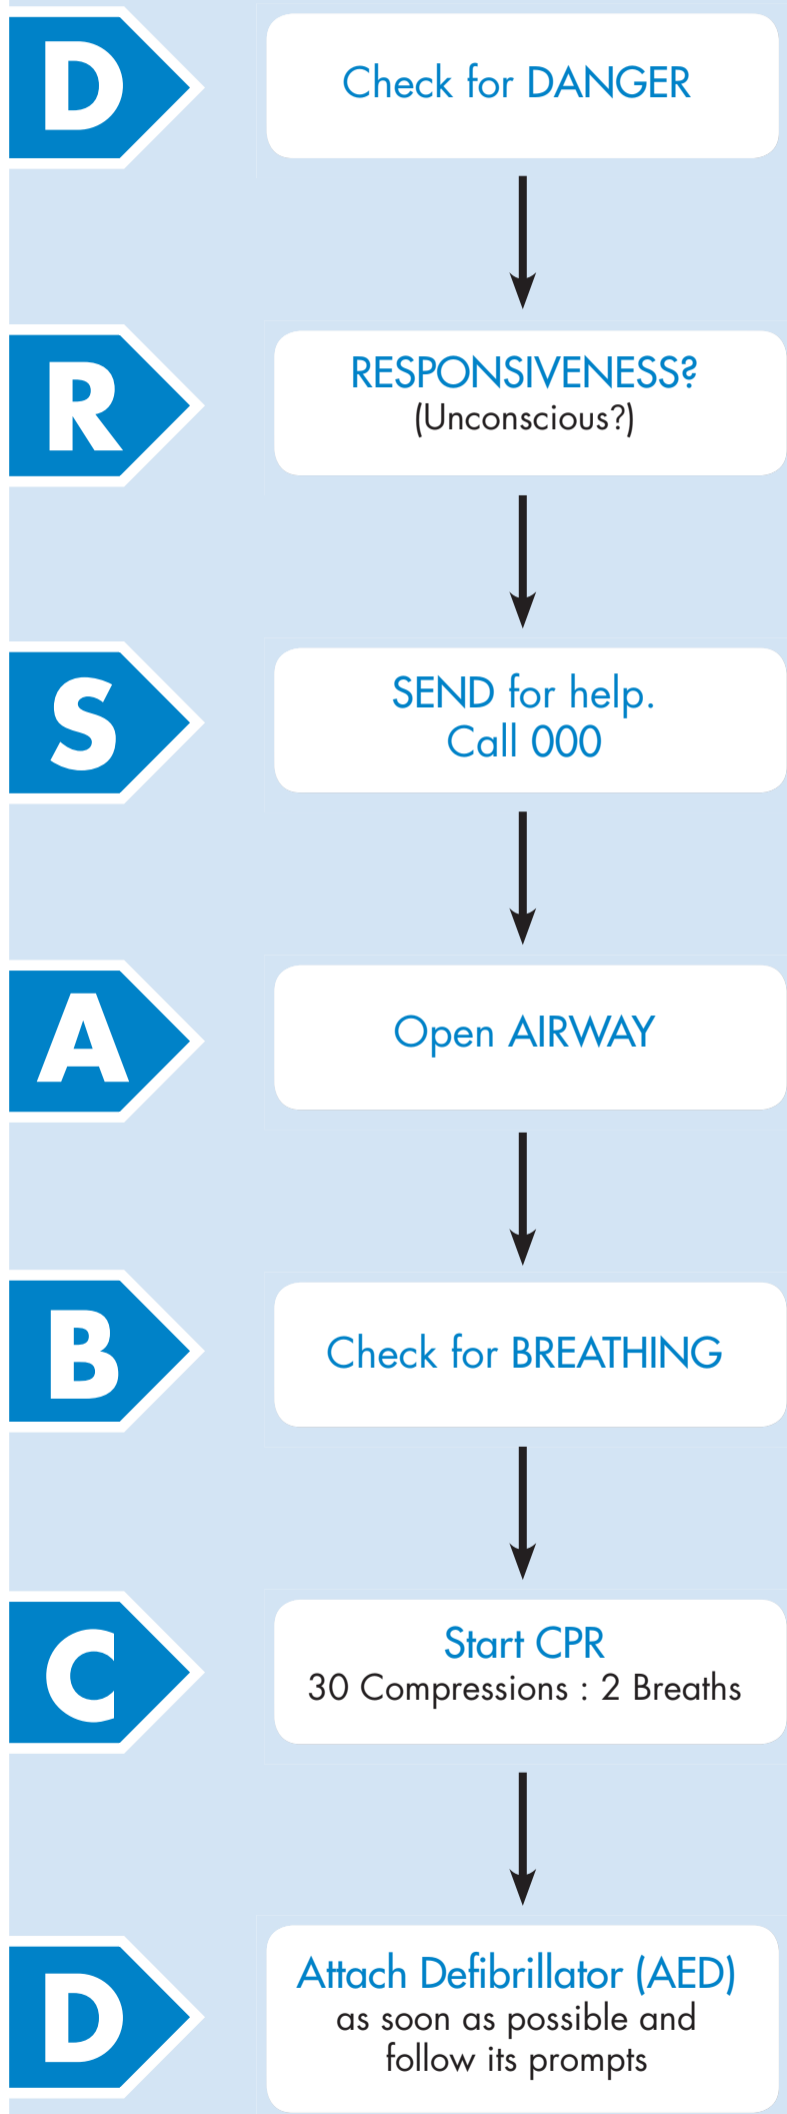 D
Check for DANGER
R
RESPONSIVENESS?
(Unconscious?)
S
SEND for help.
Call 000
A
Open AIRWAY
B
Check for BREATHING
C
Start CPR
30 Compressions : 2 Breaths
D
Attach Defibrillator (AED)
as soon as possible and
follow its prompts